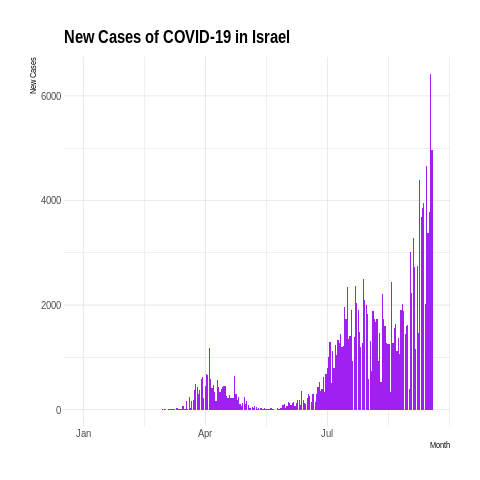 New Cases of COVID-19 in Israel
New Cases
6000
4000
2000
0
Jan Apr Jul
Month